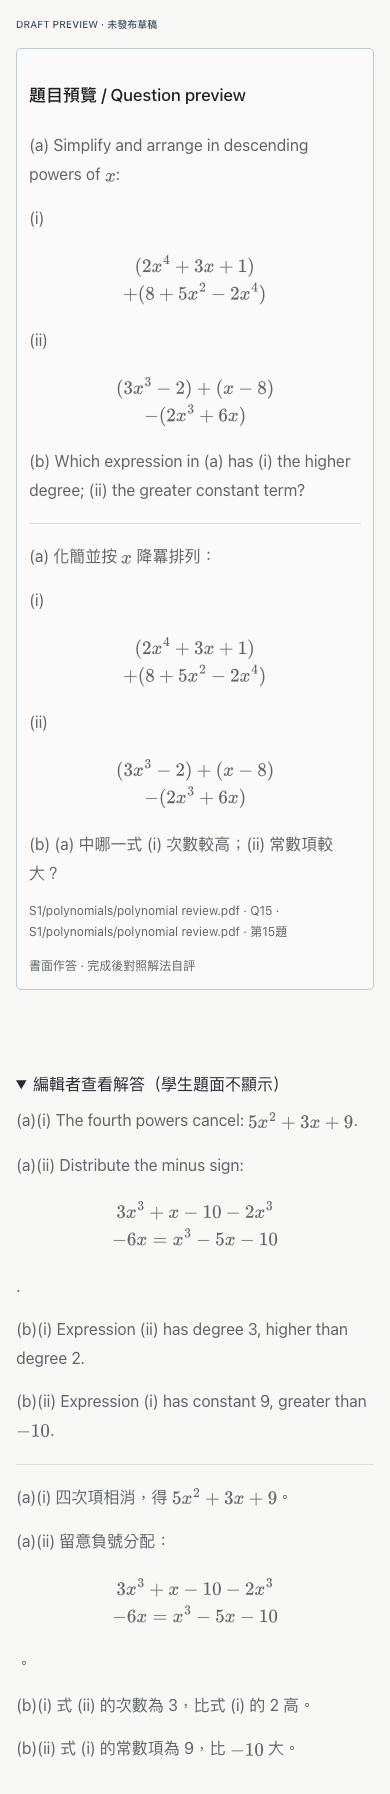 DRAFT PREVIEW · 未發布草稿
題目預覽 / Question preview
(a) Simplify and arrange in descending
powers of x:
(i)
(2x⁴ + 3x + 1)
+(8 + 5x² − 2x⁴)
(ii)
(3x³ − 2) + (x − 8)
−(2x³ + 6x)
(b) Which expression in (a) has (i) the higher
degree; (ii) the greater constant term?
(a) 化簡並按 x 降冪排列：
(i)
(2x⁴ + 3x + 1)
+(8 + 5x² − 2x⁴)
(ii)
(3x³ − 2) + (x − 8)
−(2x³ + 6x)
(b) (a) 中哪一式 (i) 次數較高；(ii) 常數項較
大？
S1/polynomials/polynomial review.pdf · Q15 ·
S1/polynomials/polynomial review.pdf · 第15題
書面作答 · 完成後對照解法自評
▼ 編輯者查看解答（學生題面不顯示）
(a)(i) The fourth powers cancel: 5x² + 3x + 9.
(a)(ii) Distribute the minus sign:
3x³ + x − 10 − 2x³
−6x = x³ − 5x − 10
.
(b)(i) Expression (ii) has degree 3, higher than
degree 2.
(b)(ii) Expression (i) has constant 9, greater than
−10.
(a)(i) 四次項相消，得 5x² + 3x + 9。
(a)(ii) 留意負號分配：
3x³ + x − 10 − 2x³
−6x = x³ − 5x − 10
。
(b)(i) 式 (ii) 的次數為 3，比式 (i) 的 2 高。
(b)(ii) 式 (i) 的常數項為 9，比 −10 大。